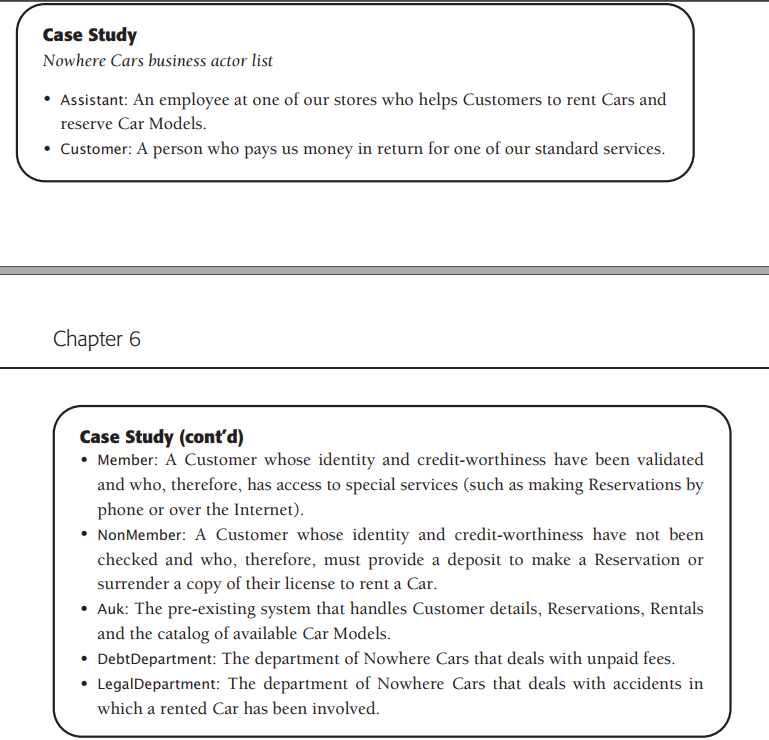 Case Study
Nowhere Cars business actor list
• Assistant: An employee at one of our stores who helps Customers to rent Cars and
reserve Car Models.
• Customer: A person who pays us money in return for one of our standard services.
Chapter 6
Case Study (cont'd)
• Member: A Customer whose identity and credit-worthiness have been validated
and who, therefore, has access to special services (such as making Reservations by
phone or over the Internet).
• NonMember: A Customer whose identity and credit-worthiness have not been
checked and who, therefore, must provide a deposit to make a Reservation or
surrender a copy of their license to rent a Car.
• Auk: The pre-existing system that handles Customer details, Reservations, Rentals
and the catalog of available Car Models.
• DebtDepartment: The department of Nowhere Cars that deals with unpaid fees.
• LegalDepartment: The department of Nowhere Cars that deals with accidents in
which a rented Car has been involved.